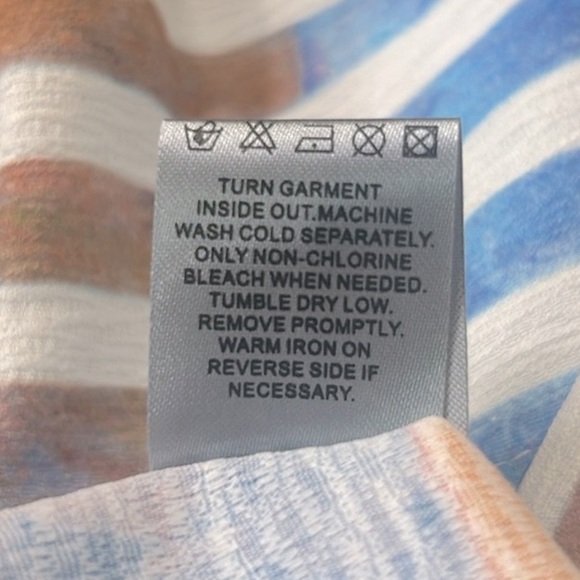 TURN GARMENT
INSIDE OUT.MACHINE
WASH COLD SEPARATELY.
ONLY NON-CHLORINE
BLEACH WHEN NEEDED.
TUMBLE DRY LOW.
REMOVE PROMPTLY.
WARM IRON ON
REVERSE SIDE IF
NECESSARY.